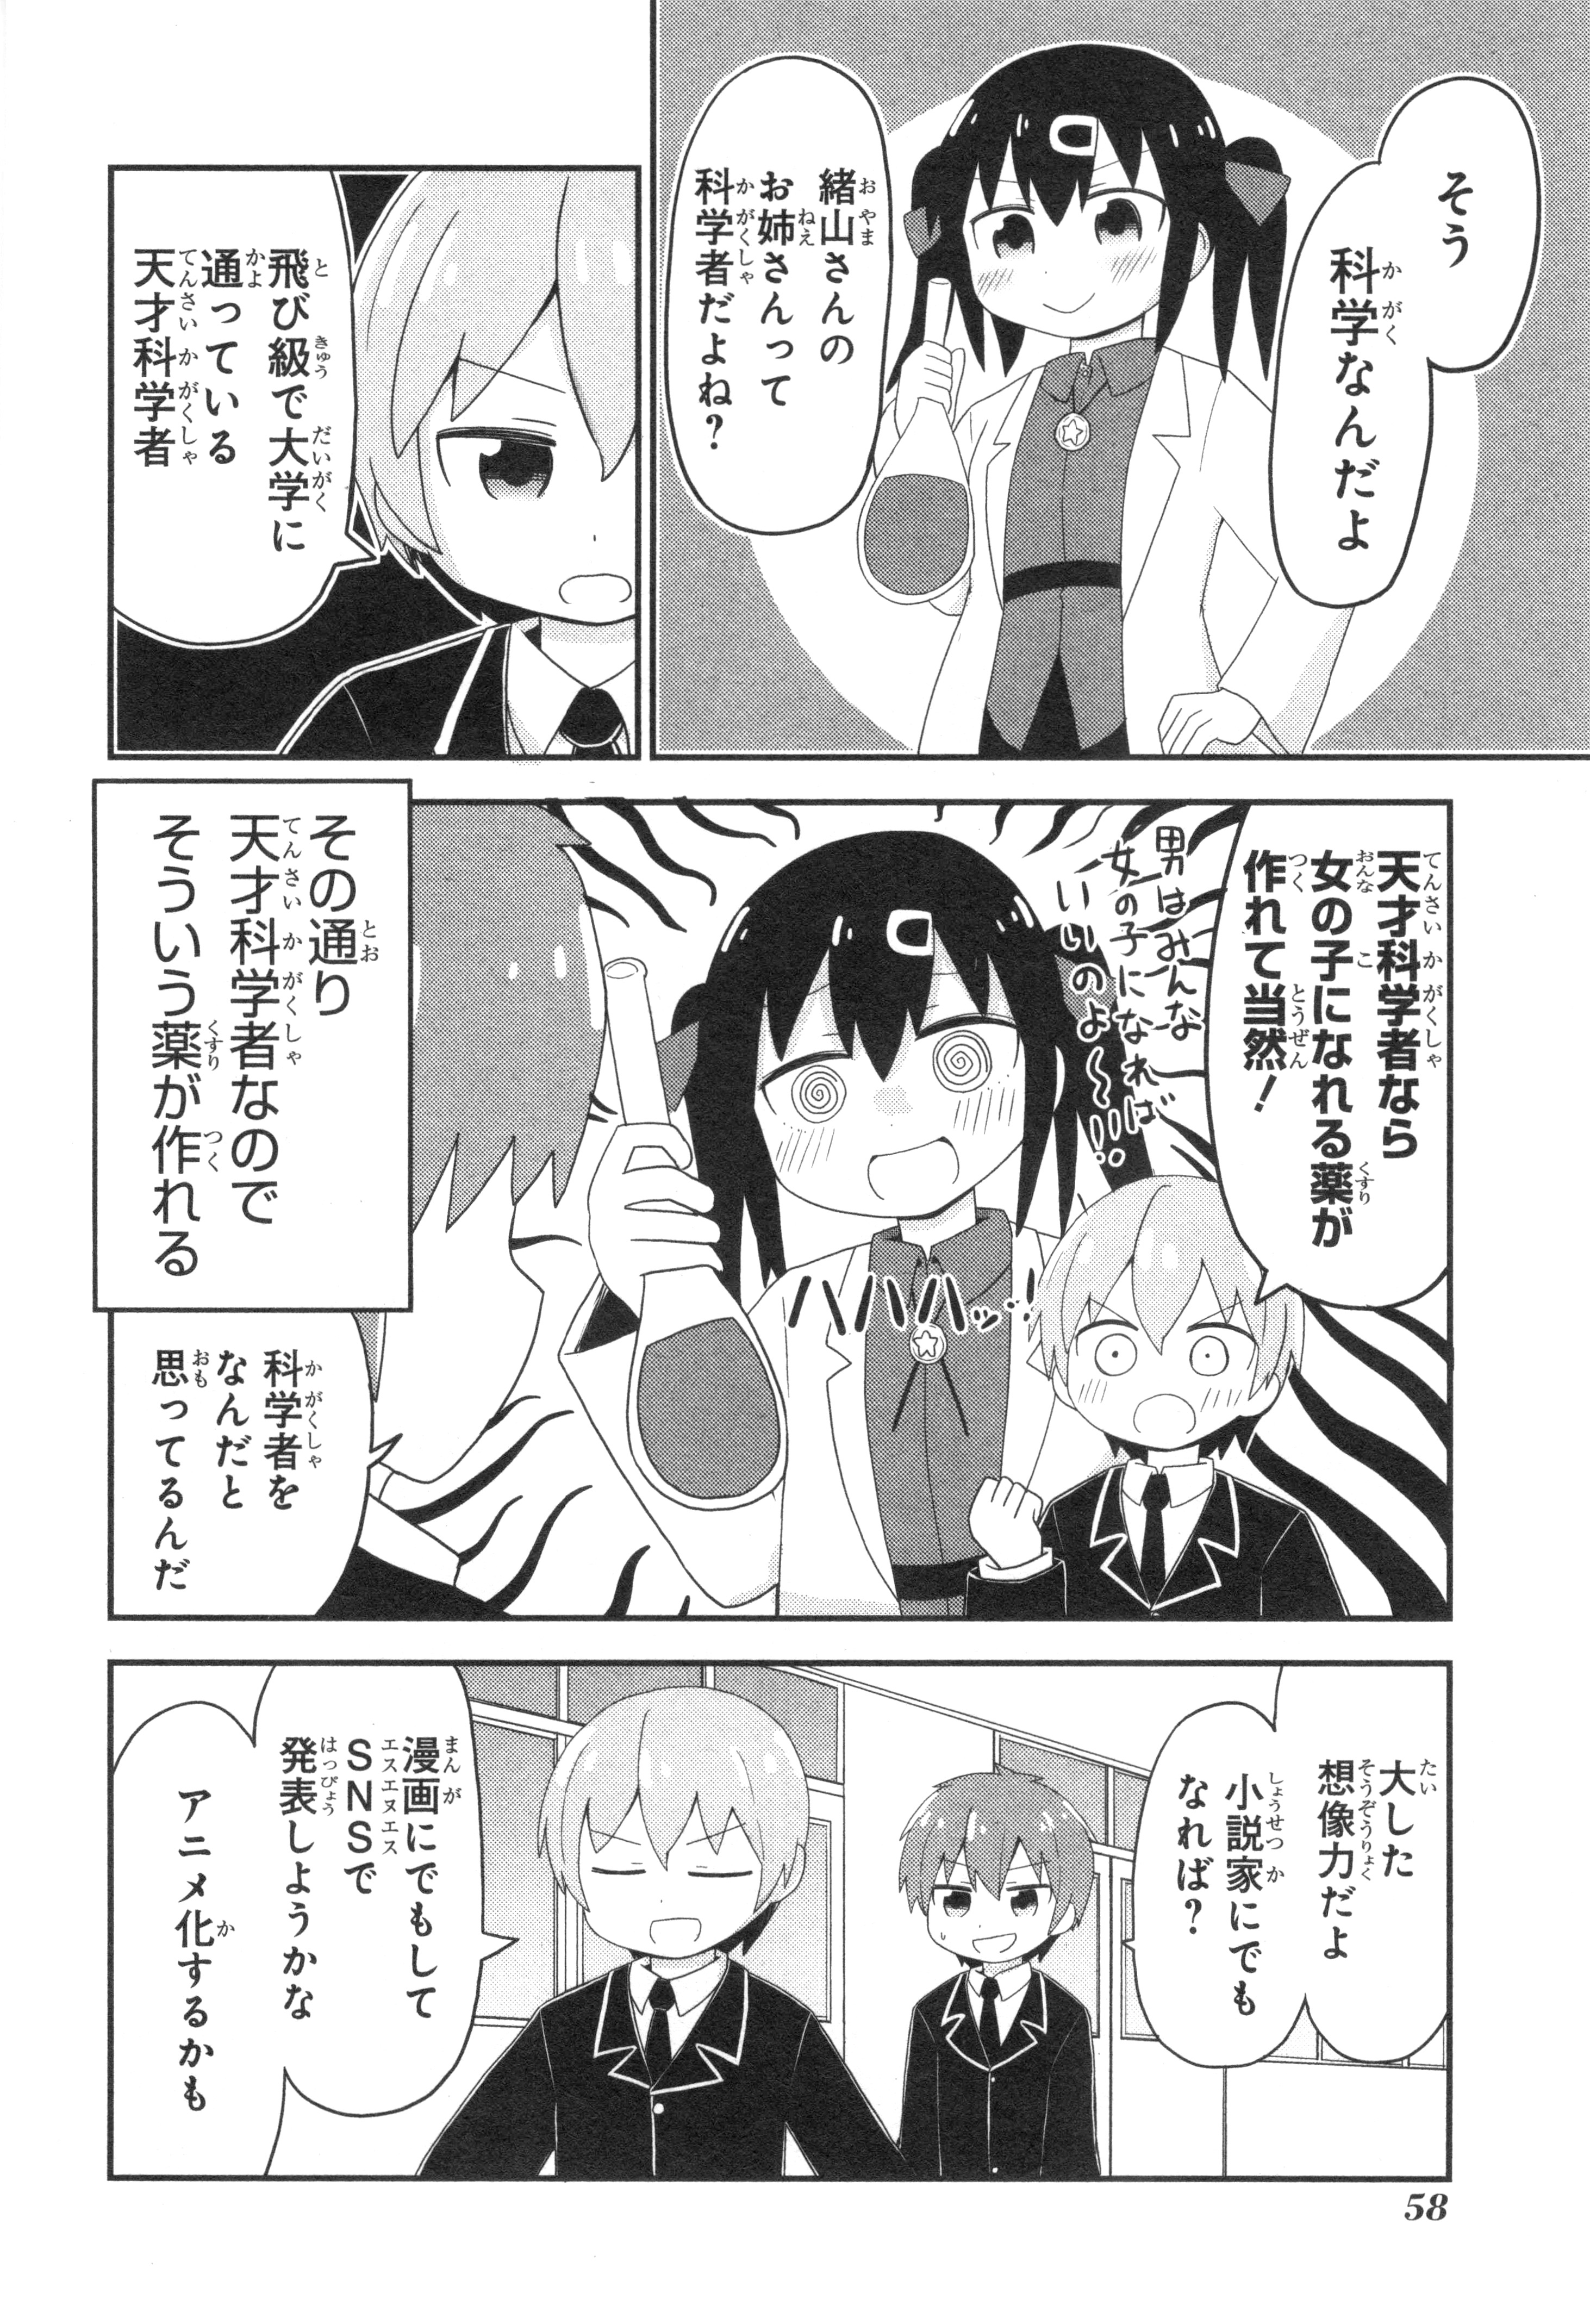 そう
科学なんだよ
緒山さんの
お姉さんって
科学者だよね？
飛び級で大学に
通っている
天才科学者
天才科学者なら
女の子になれる薬が
作れて当然！
男はみんな
女の子になれば
いいのよ〜!!
ハハハハッ…！
その通り
天才科学者なので
そういう薬が作れる
科学者を
なんだと
思ってるんだ
大した
想像力だよ
小説家にでも
なれば？
漫画にでもして
SNSで
発表しようかな
アニメ化するかも
58